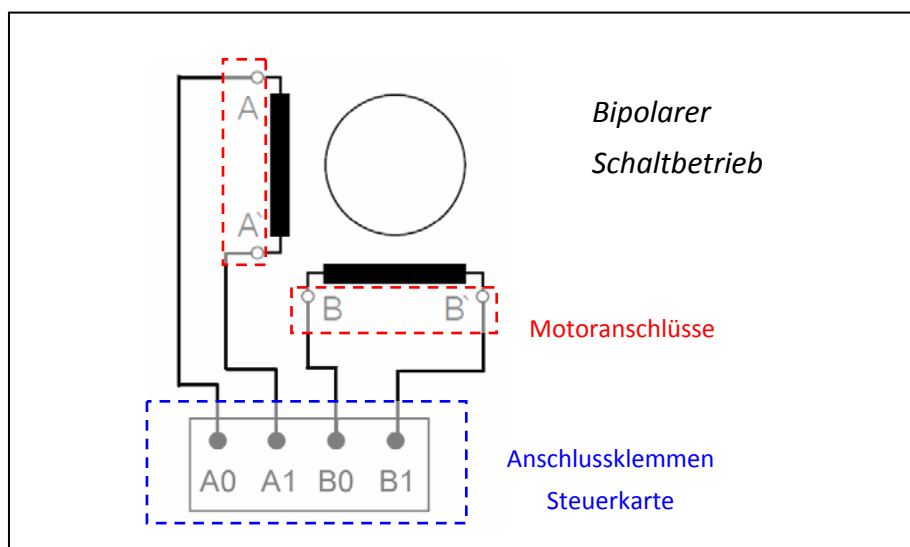 A
A`
B B`
Bipolarer
Schaltbetrieb
Motoranschlüsse
A0 A1 B0 B1
Anschlussklemmen
Steuerkarte